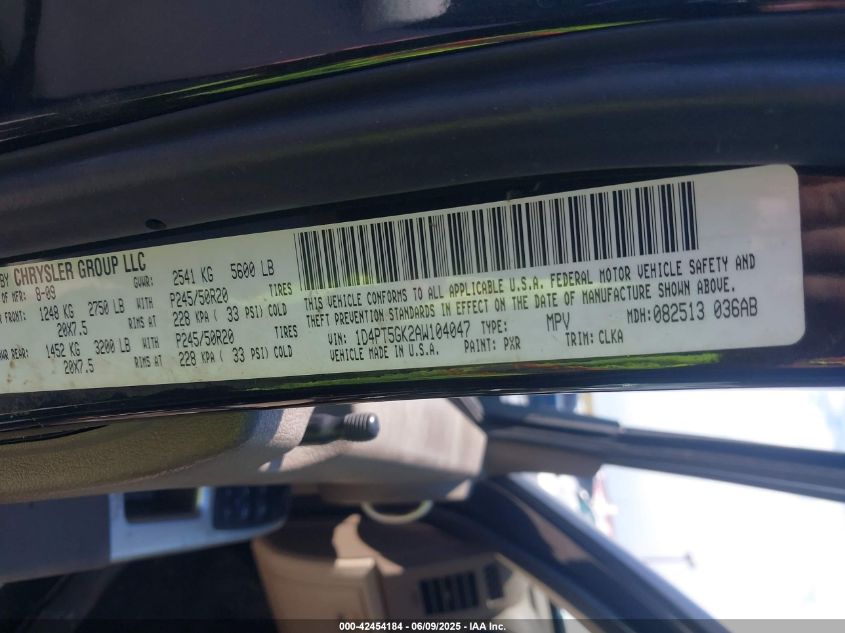 BY CHRYSLER GROUP LLC
OF MFR: 8-09 GVWR: 2541 KG 5600 LB
FRONT: 1248 KG 2750 LB WITH P245/50R20 TIRES
20X7.5 RIMS AT 228 KPA ( 33 PSI) COLD
REAR: 1452 KG 3200 LB WITH P245/50R20 TIRES
20X7.5 RIMS AT 228 KPA ( 33 PSI) COLD
THIS VEHICLE CONFORMS TO ALL APPLICABLE U.S.A. FEDERAL MOTOR VEHICLE SAFETY AND
THEFT PREVENTION STANDARDS IN EFFECT ON THE DATE OF MANUFACTURE SHOWN ABOVE.
VIN: 1D4PT5GK2AW104047 TYPE: MPV MDH: 082513 036AB
VEHICLE MADE IN U.S.A. PAINT: PXR TRIM: CLKA
000-42454184 - 06/09/2025 - IAA Inc.